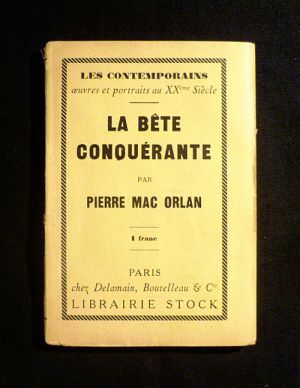 LES CONTEMPORAINS
œuvres et portraits au XXème Siècle
LA BÊTE
CONQUÉRANTE
PAR
PIERRE MAC ORLAN
1 franc
PARIS
chez Delamain, Boutelleau & Cie
LIBRAIRIE STOCK